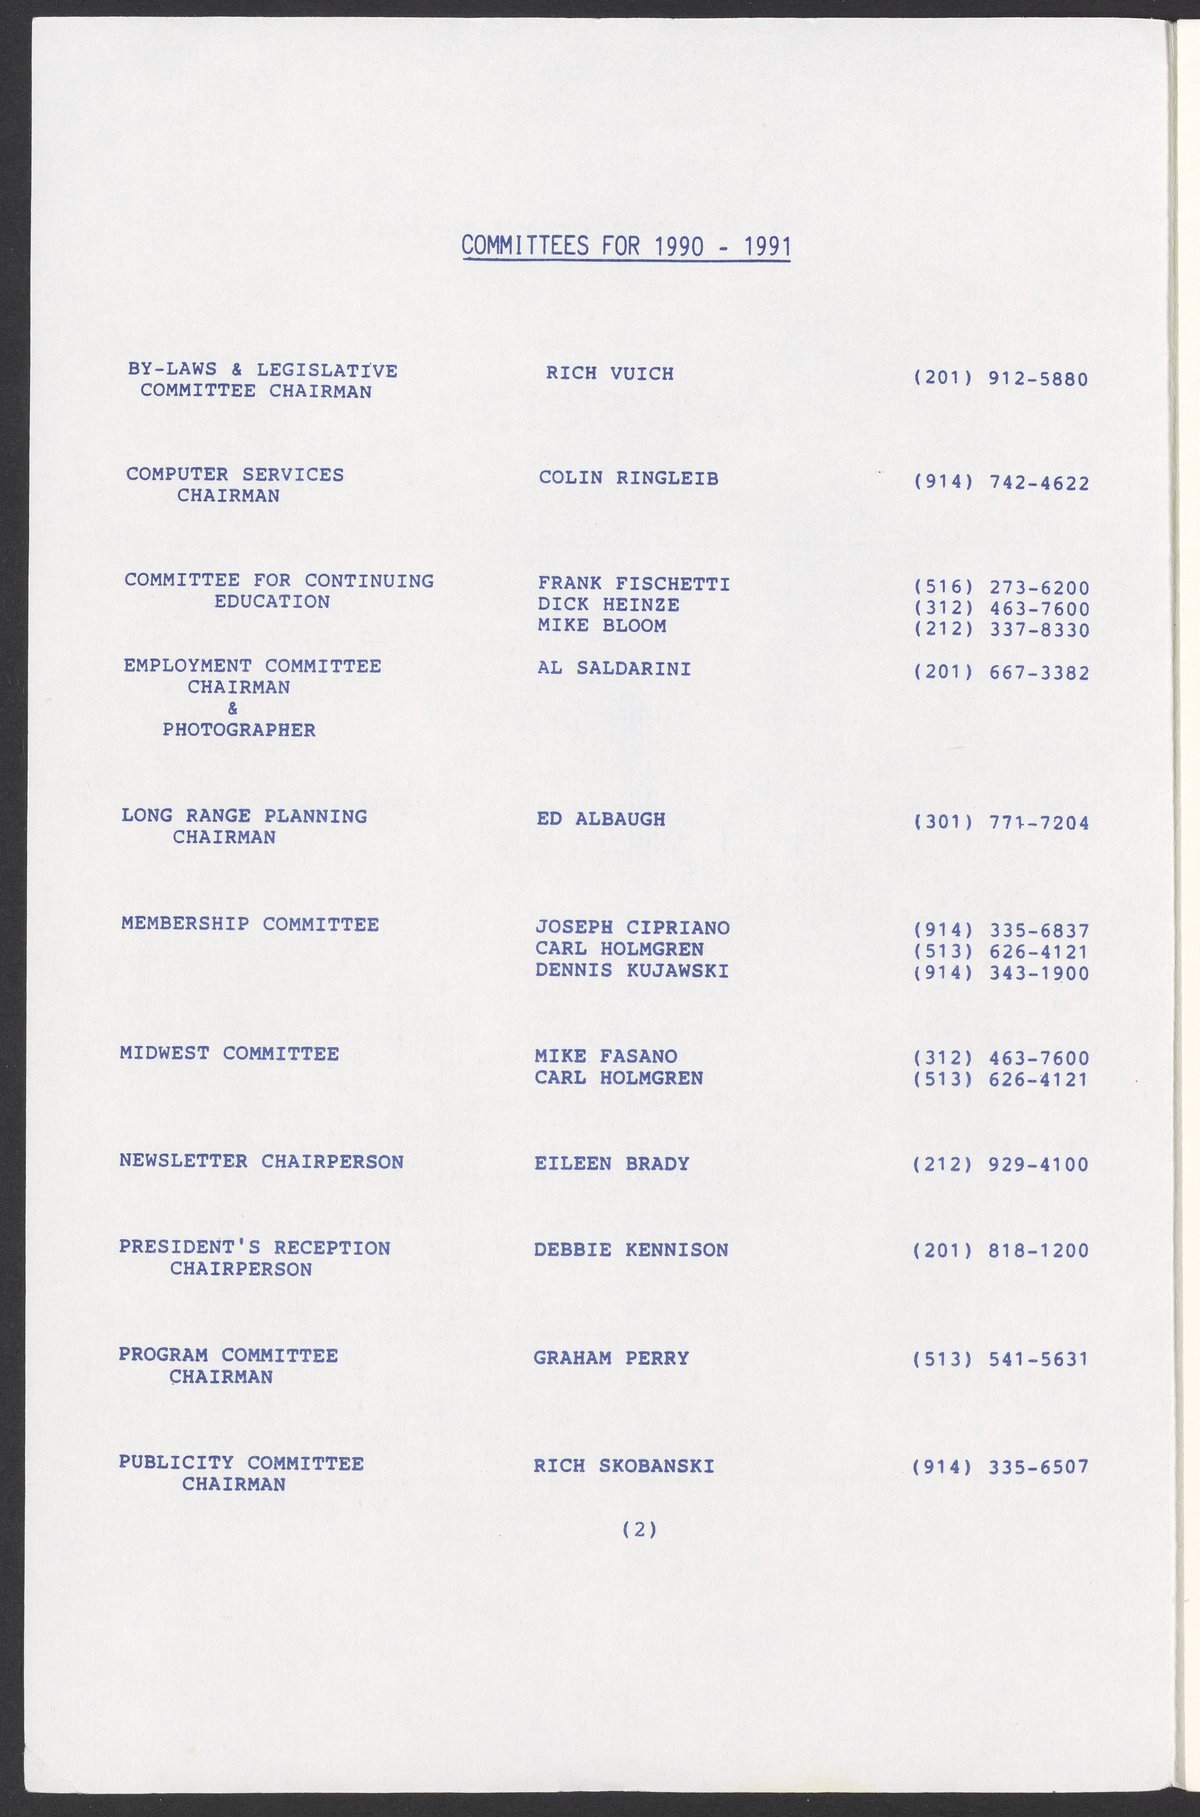 COMMITTEES FOR 1990 - 1991
BY-LAWS & LEGISLATIVE RICH VUICH (201) 912-5880
COMMITTEE CHAIRMAN
COMPUTER SERVICES COLIN RINGLEIB (914) 742-4622
CHAIRMAN
COMMITTEE FOR CONTINUING FRANK FISCHETTI (516) 273-6200
EDUCATION DICK HEINZE (312) 463-7600
MIKE BLOOM (212) 337-8330
EMPLOYMENT COMMITTEE AL SALDARINI (201) 667-3382
CHAIRMAN
&
PHOTOGRAPHER
LONG RANGE PLANNING ED ALBAUGH (301) 771-7204
CHAIRMAN
MEMBERSHIP COMMITTEE JOSEPH CIPRIANO (914) 335-6837
CARL HOLMGREN (513) 626-4121
DENNIS KUJAWSKI (914) 343-1900
MIDWEST COMMITTEE MIKE FASANO (312) 463-7600
CARL HOLMGREN (513) 626-4121
NEWSLETTER CHAIRPERSON EILEEN BRADY (212) 929-4100
PRESIDENT'S RECEPTION DEBBIE KENNISON (201) 818-1200
CHAIRPERSON
PROGRAM COMMITTEE GRAHAM PERRY (513) 541-5631
CHAIRMAN
PUBLICITY COMMITTEE RICH SKOBANSKI (914) 335-6507
CHAIRMAN
(2)